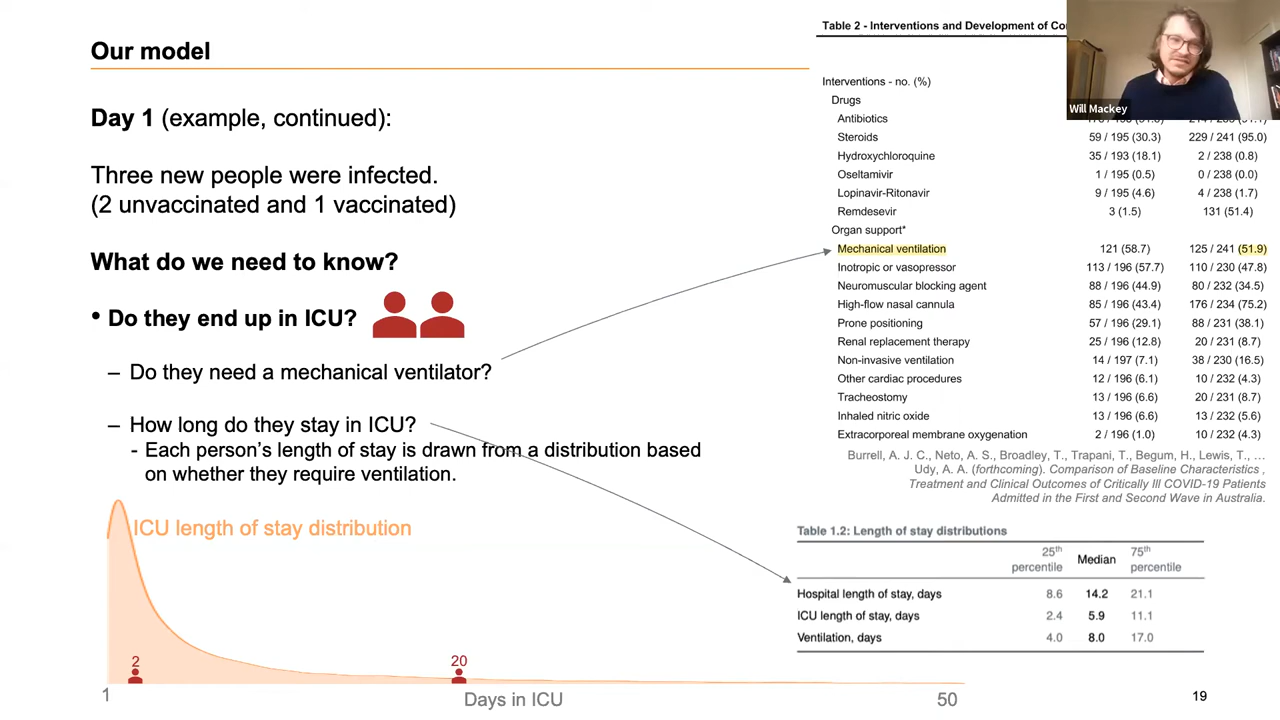 Our model
Day 1 (example, continued):
Three new people were infected.
(2 unvaccinated and 1 vaccinated)
What do we need to know?
• Do they end up in ICU?
– Do they need a mechanical ventilator?
– How long do they stay in ICU?
- Each person's length of stay is drawn from a distribution based
on whether they require ventilation.
ICU length of stay distribution
2
20
1
Days in ICU
50
Table 2 - Interventions and Development of
Will Mackey
Interventions - no. (%)
Drugs
Antibiotics
Steroids 59 / 195 (30.3) 229 / 241 (95.0)
Hydroxychloroquine 35 / 193 (18.1) 2 / 238 (0.8)
Oseltamivir 1 / 195 (0.5) 0 / 238 (0.0)
Lopinavir-Ritonavir 9 / 195 (4.6) 4 / 238 (1.7)
Remdesevir 3 (1.5) 131 (51.4)
Organ support*
Mechanical ventilation 121 (58.7) 125 / 241 (51.9)
Inotropic or vasopressor 113 / 196 (57.7) 110 / 230 (47.8)
Neuromuscular blocking agent 88 / 196 (44.9) 80 / 232 (34.5)
High-flow nasal cannula 85 / 196 (43.4) 176 / 234 (75.2)
Prone positioning 57 / 196 (29.1) 88 / 231 (38.1)
Renal replacement therapy 25 / 196 (12.8) 20 / 231 (8.7)
Non-invasive ventilation 14 / 197 (7.1) 38 / 230 (16.5)
Other cardiac procedures 12 / 196 (6.1) 10 / 232 (4.3)
Tracheostomy 13 / 196 (6.6) 20 / 231 (8.7)
Inhaled nitric oxide 13 / 196 (6.6) 13 / 232 (5.6)
Extracorporeal membrane oxygenation 2 / 196 (1.0) 10 / 232 (4.3)
Burrell, A. J. C., Neto, A. S., Broadley, T., Trapani, T., Begum, H., Lewis, T., …
Udy, A. A. (forthcoming). Comparison of Baseline Characteristics ,
Treatment and Clinical Outcomes of Critically Ill COVID-19 Patients
Admitted in the First and Second Wave in Australia.
Table 1.2: Length of stay distributions
25th percentile Median 75th percentile
Hospital length of stay, days 8.6 14.2 21.1
ICU length of stay, days 2.4 5.9 11.1
Ventilation, days 4.0 8.0 17.0
19